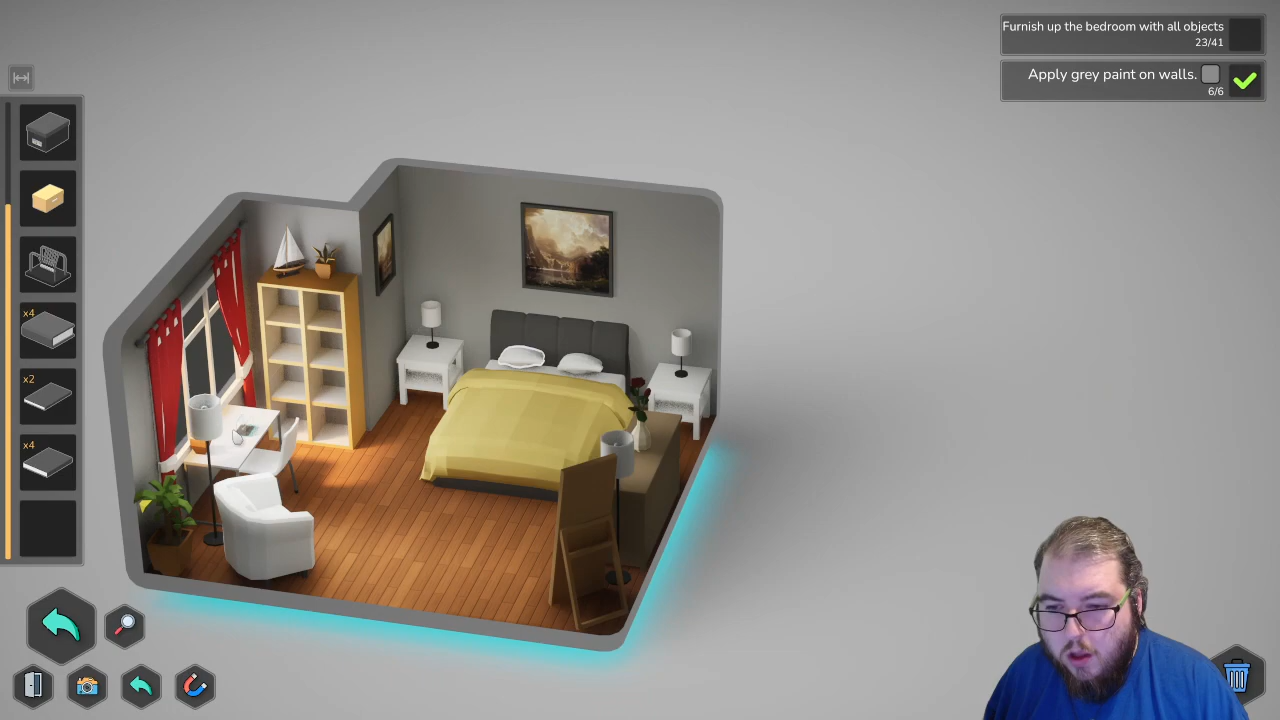 Furnish up the bedroom with all objects
23/41
Apply grey paint on walls.
6/6
x4
x2
x4